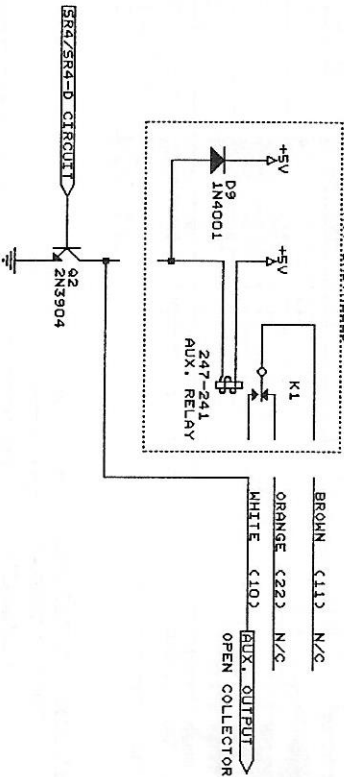 SR4/SR4-D CIRCUIT
+5V
D9
1N4001
+5V
247-241
AUX. RELAY
K1
Q2
2N3904
BROWN (11) N/C
ORANGE (22) N/C
WHITE (10)
AUX. OUTPUT
OPEN COLLECTOR